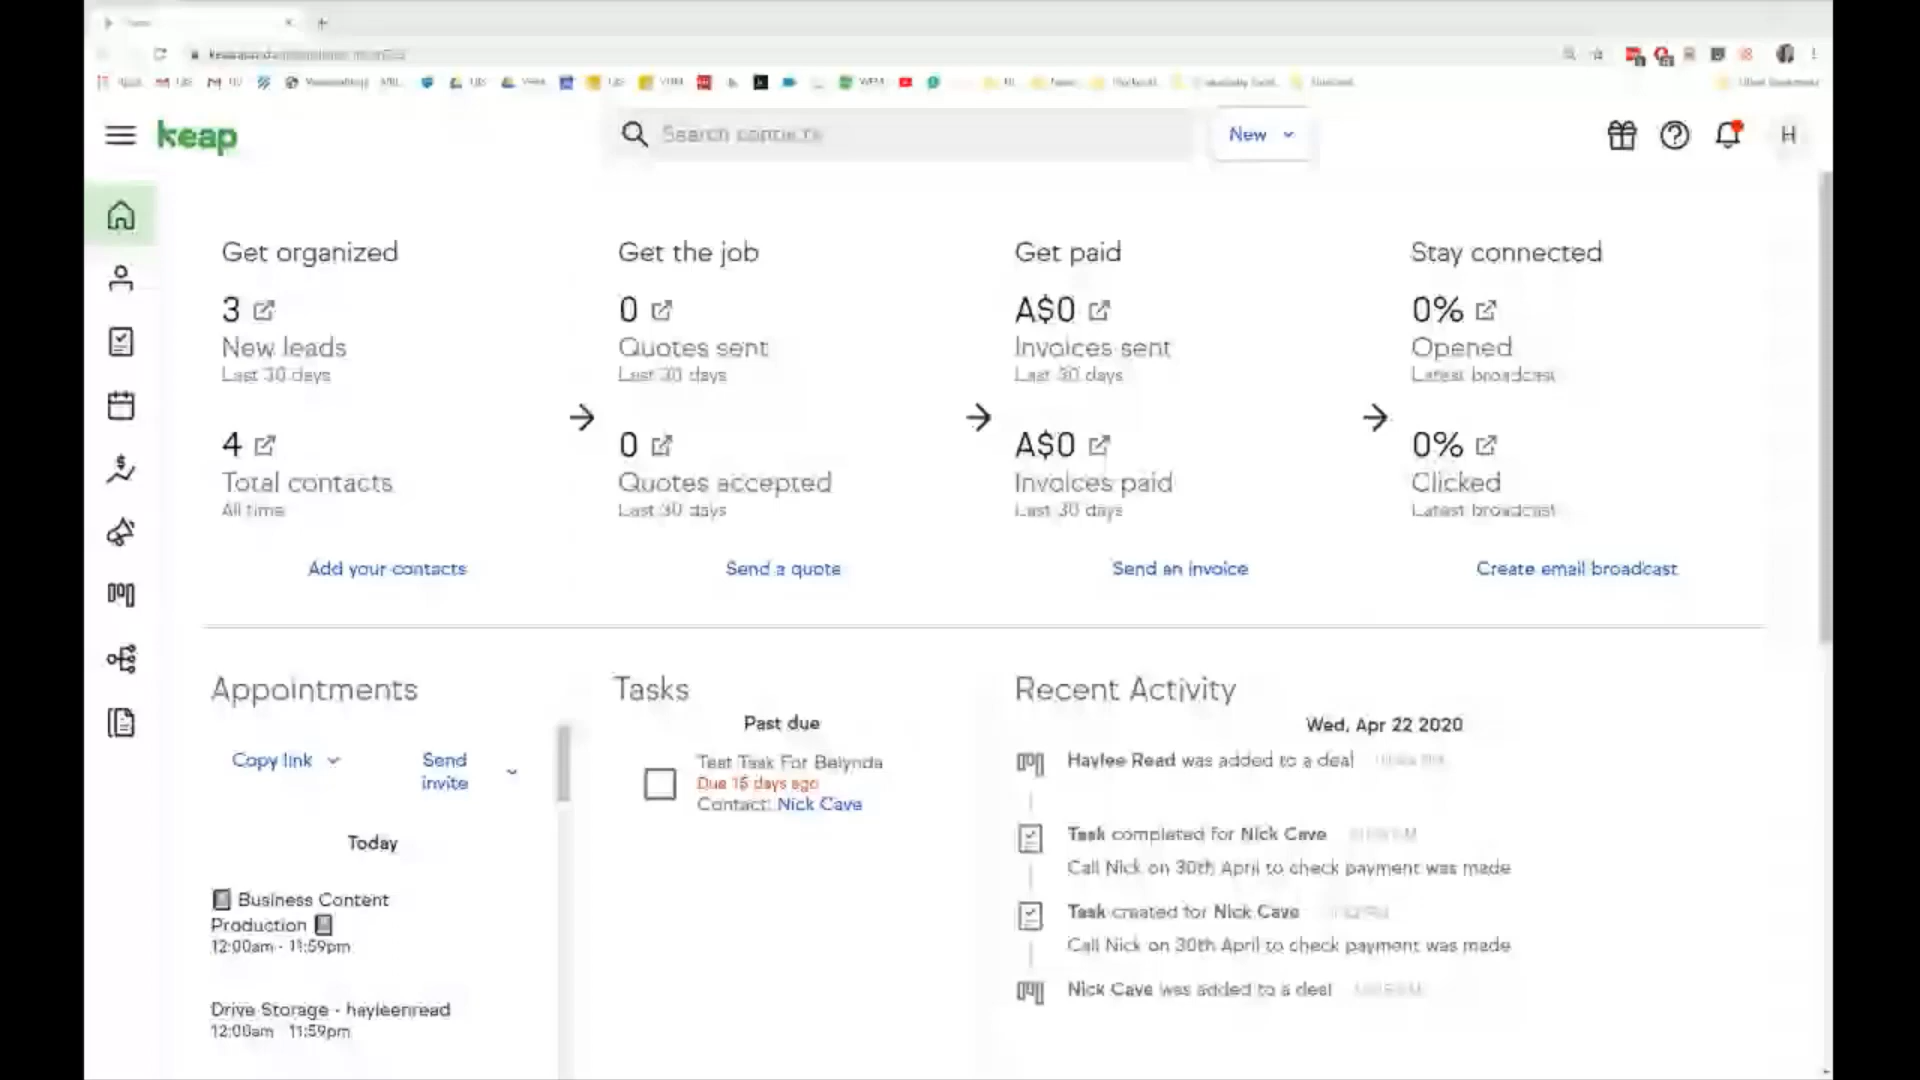 keap
Search contacts
New
H
Get organized
3
New leads
Last 30 days
4
Total contacts
All time
Add your contacts
Get the job
0
Quotes sent
Last 30 days
0
Quotes accepted
Last 30 days
Send a quote
Get paid
A$0
Invoices sent
Last 30 days
A$0
Invoices paid
Last 30 days
Send an invoice
Stay connected
0%
Opened
Latest broadcast
0%
Clicked
Latest broadcast
Create email broadcast
Appointments
Copy link
Send
invite
Today
Business Content
Production
12:00am - 11:59pm
Drive Storage - hayleenread
12:00am 11:59pm
Tasks
Past due
Test Task For Belynda
Due 15 days ago
Contact: Nick Cave
Recent Activity
Wed, Apr 22 2020
Haylee Read was added to a deal
Task completed for Nick Cave
Call Nick on 30th April to check payment was made
Task created for Nick Cave
Call Nick on 30th April to check payment was made
Nick Cave was added to a deal